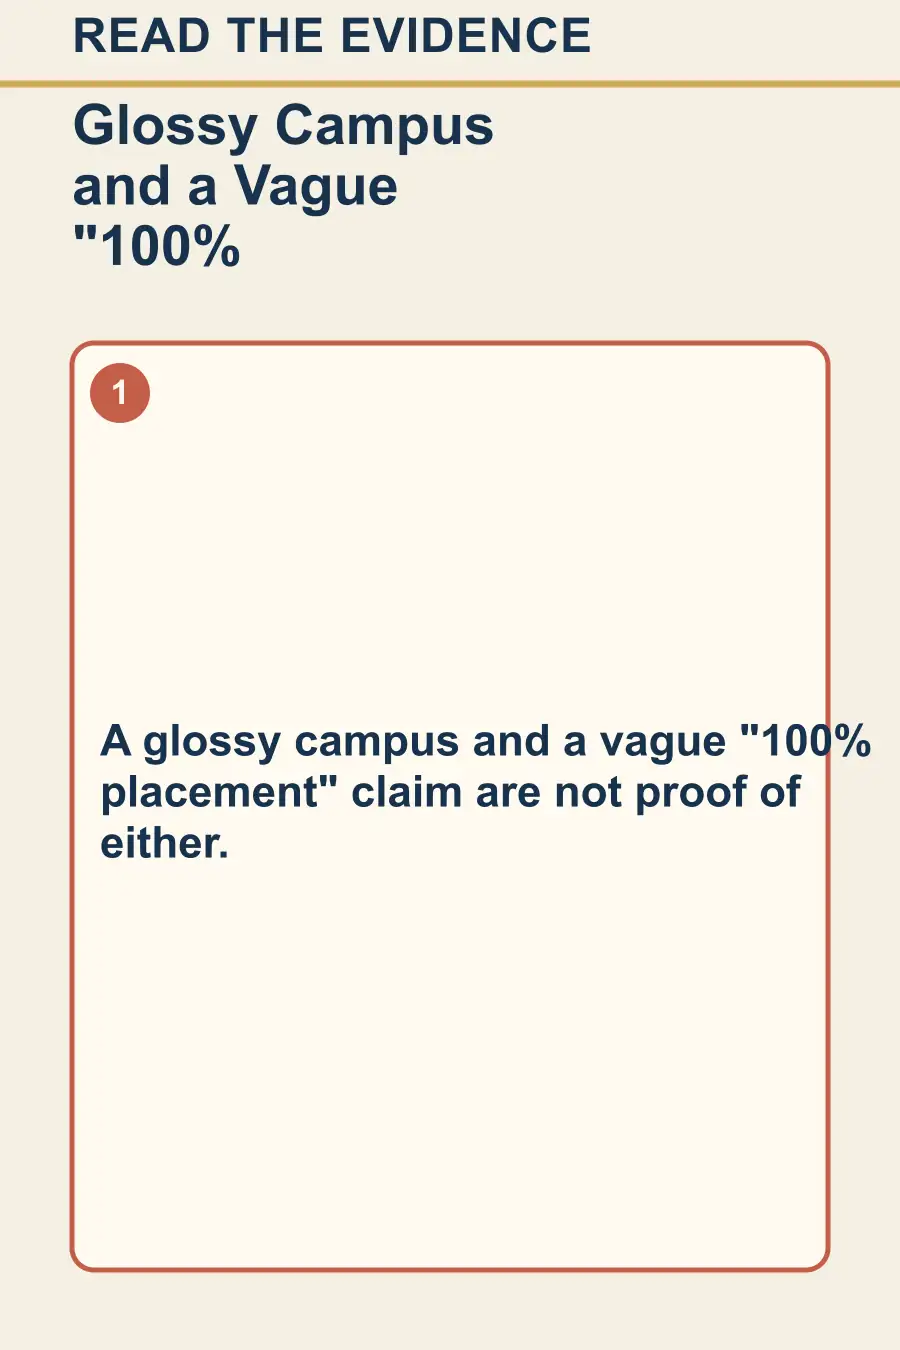 READ THE EVIDENCE
Glossy Campus
and a Vague
"100%
1
A glossy campus and a vague "100%
placement" claim are not proof of
either.